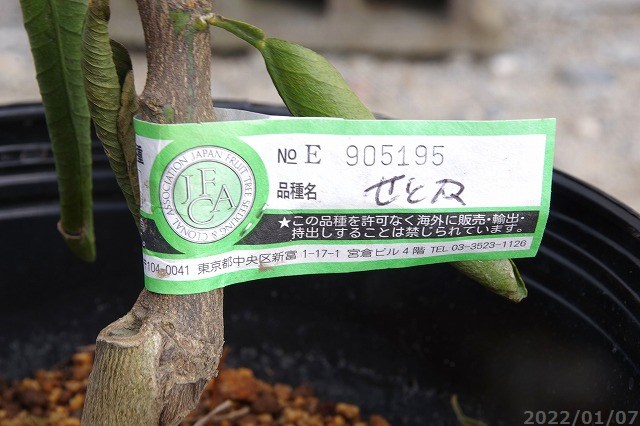 種
No E 905195
品種名 せとみ
★この品種を許可なく海外に販売・輸出・
持出しすることは禁じられています。
104-0041 東京都中央区新富 1-17-1 宮倉ビル 4 階 TEL 03-3523-1126
ASSOCIATION JAPAN FRUIT TREE SEEDLING & CLONAL
JFCA
2022/01/07